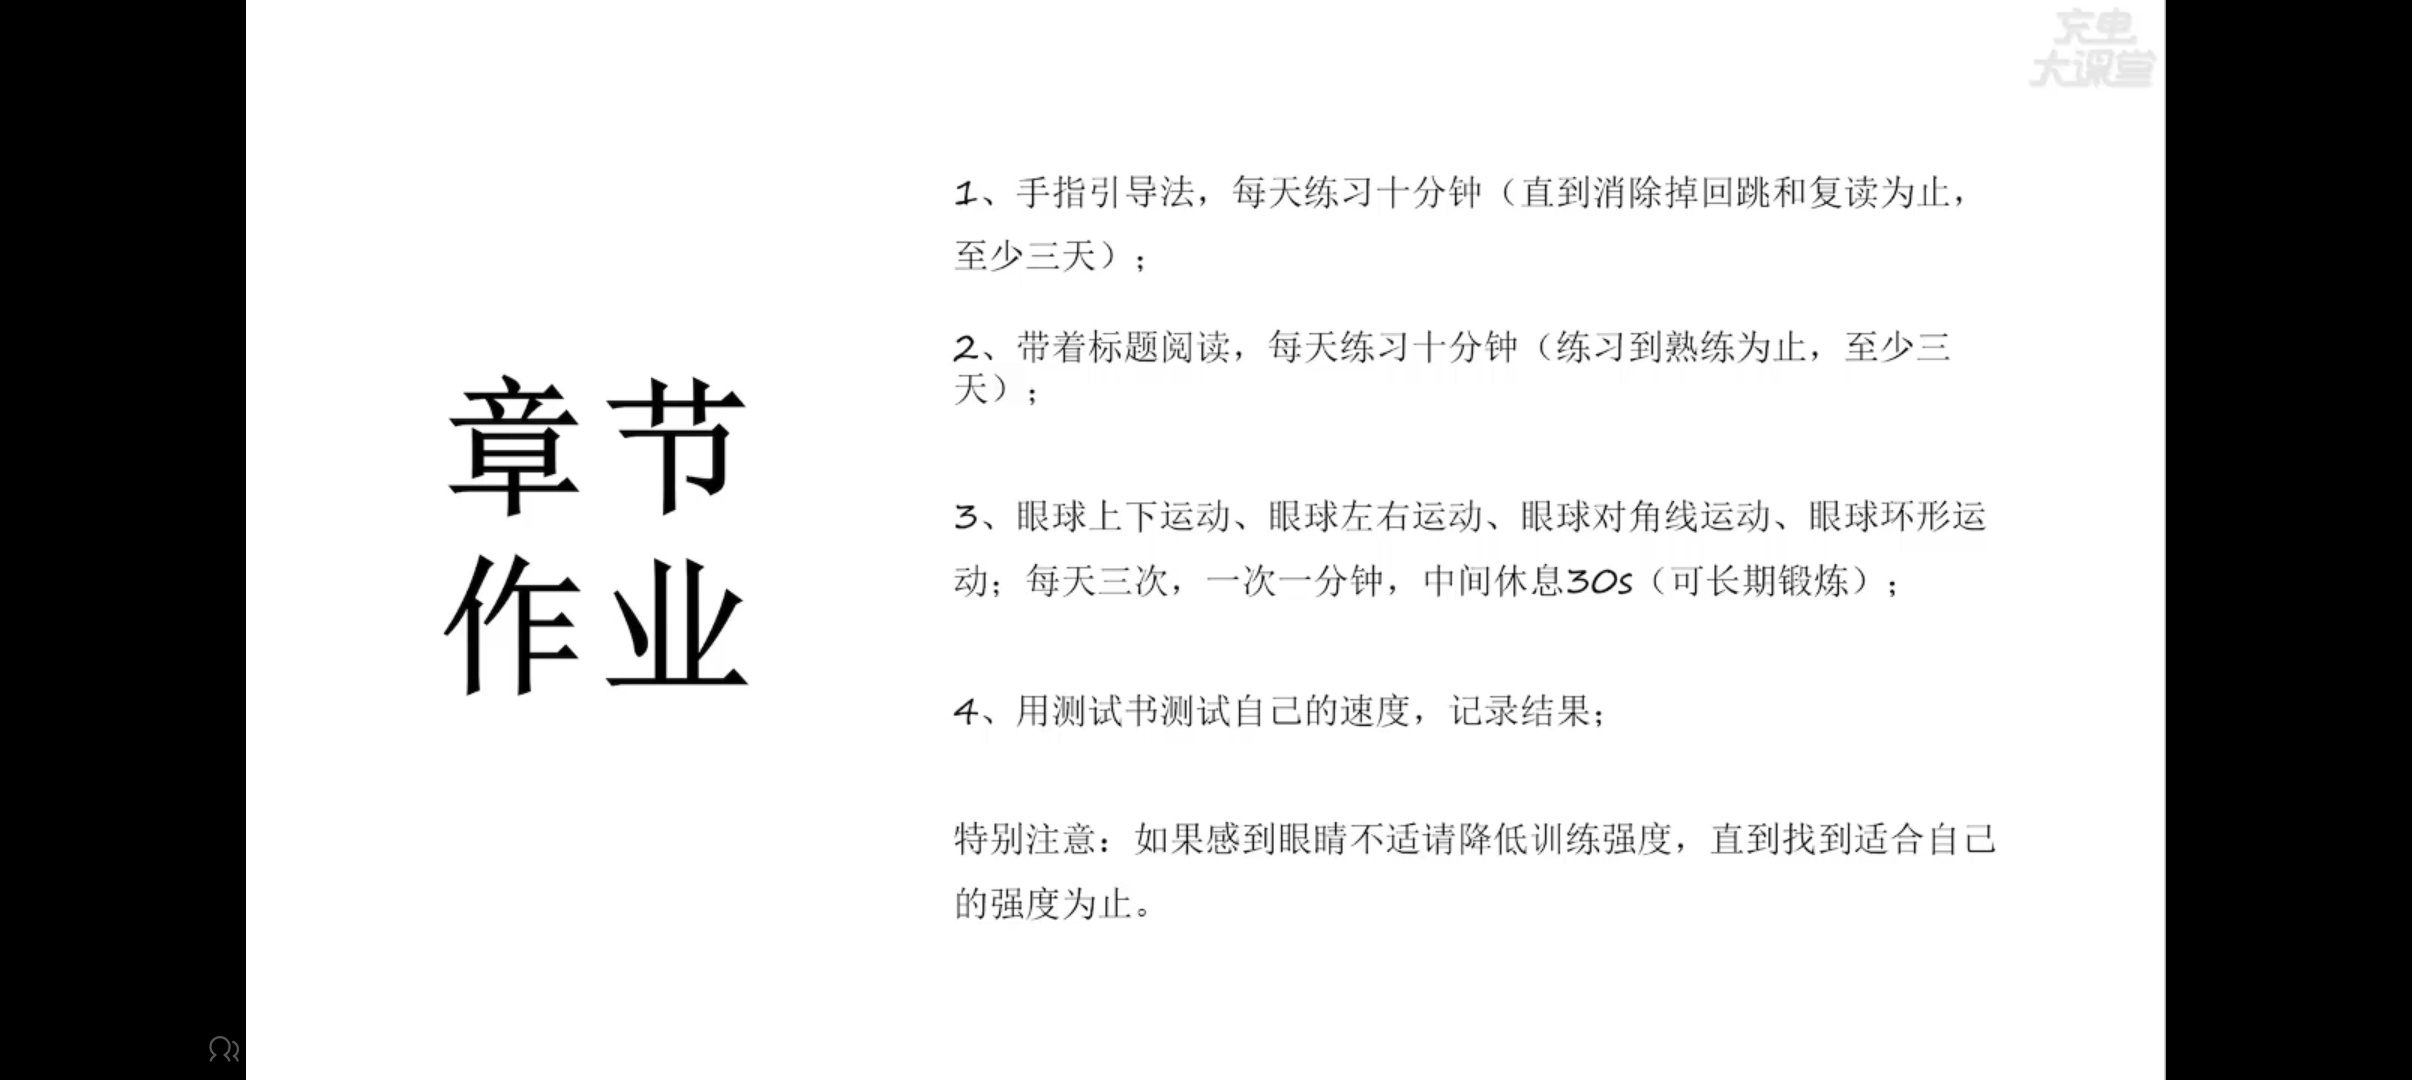 充电
大课堂
章节
作业
1、手指引导法，每天练习十分钟（直到消除掉回跳和复读为止，
至少三天）；
2、带着标题阅读，每天练习十分钟（练习到熟练为止，至少三
天）；
3、眼球上下运动、眼球左右运动、眼球对角线运动、眼球环形运
动；每天三次，一次一分钟，中间休息30s（可长期锻炼）；
4、用测试书测试自己的速度，记录结果；
特别注意：如果感到眼睛不适请降低训练强度，直到找到适合自己
的强度为止。